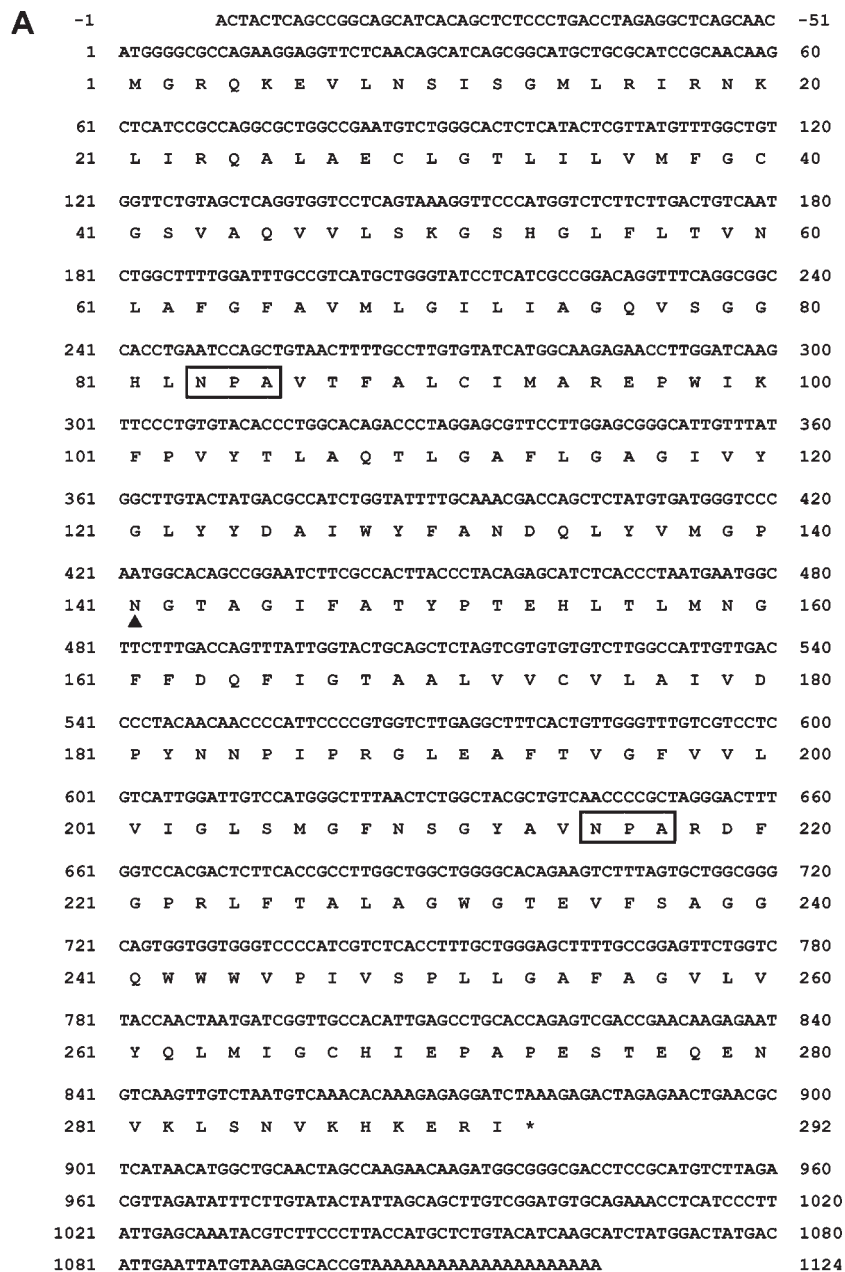 A
-1 ACTACTCAGCCGGCAGCATCACAGCTCTCCCTGACCTAGAGGCTCAGCAAC -51
1 ATGGGGCGCCAGAAGGAGGTTCTCAACAGCATCAGCGGCATGCTGCGCATCCGCAACAAG 60
1 M G R Q K E V L N S I S G M L R I R N K 20
61 CTCATCCGCCAGGCGCTGGCCGAATGTCTGGGCACTCTCATACTCGTTATGTTTGGCTGT 120
21 L I R Q A L A E C L G T L I L V M F G C 40
121 GGTTCTGTAGCTCAGGTGGTCCTCAGTAAAGGTTCCCATGGTCTCTTCTTGACTGTCAAT 180
41 G S V A Q V V L S K G S H G L F L T V N 60
181 CTGGCTTTTGGATTTGCCGTCATGCTGGGTATCCTCATCGCCGGACAGGTTTCAGGCGGC 240
61 L A F G F A V M L G I L I A G Q V S G G 80
241 CACCTGAATCCAGCTGTAACTTTTGCCTTGTGTATCATGGCAAGAGAACCTTGGATCAAG 300
81 H L N P A V T F A L C I M A R E P W I K 100
301 TTCCCTGTGTACACCCTGGCACAGACCCTAGGAGCGTTCCTTGGAGCGGGCATTGTTTAT 360
101 F P V Y T L A Q T L G A F L G A G I V Y 120
361 GGCTTGTACTATGACGCCATCTGGTATTTTGCAAACGACCAGCTCTATGTGATGGGTCCC 420
121 G L Y Y D A I W Y F A N D Q L Y V M G P 140
421 AATGGCACAGCCGGAATCTTCGCCACTTACCCTACAGAGCATCTCACCCTAATGAATGGC 480
141 N G T A G I F A T Y P T E H L T L M N G 160
481 TTCTTTGACCAGTTTATTGGTACTGCAGCTCTAGTCGTGTGTGTCTTGGCCATTGTTGAC 540
161 F F D Q F I G T A A L V V C V L A I V D 180
541 CCCTACAACAACCCCATTCCCCGTGGTCTTGAGGCTTTCACTGTTGGGTTTGTCGTCCTC 600
181 P Y N N P I P R G L E A F T V G F V V L 200
601 GTCATTGGATTGTCCATGGGCTTTAACTCTGGCTACGCTGTCAACCCCGCTAGGGACTTT 660
201 V I G L S M G F N S G Y A V N P A R D F 220
661 GGTCCACGACTCTTCACCGCCTTGGCTGGCTGGGGCACAGAAGTCTTTAGTGCTGGCGGG 720
221 G P R L F T A L A G W G T E V F S A G G 240
721 CAGTGGTGGTGGGTCCCCATCGTCTCACCTTTGCTGGGAGCTTTTGCCGGAGTTCTGGTC 780
241 Q W W W V P I V S P L L G A F A G V L V 260
781 TACCAACTAATGATCGGTTGCCACATTGAGCCTGCACCAGAGTCGACCGAACAAGAGAAT 840
261 Y Q L M I G C H I E P A P E S T E Q E N 280
841 GTCAAGTTGTCTAATGTCAAACACAAAGAGAGGATCTAAAGAGACTAGAGAACTGAACGC 900
281 V K L S N V K H K E R I * 292
901 TCATAACATGGCTGCAACTAGCCAAGAACAAGATGGCGGGCGACCTCCGCATGTCTTAGA 960
961 CGTTAGATATTTCTTGTATACTATTAGCAGCTTGTCGGATGTGCAGAAACCTCATCCCTT 1020
1021 ATTGAGCAAATACGTCTTCCCTTACCATGCTCTGTACATCAAGCATCTATGGACTATGAC 1080
1081 ATTGAATTATGTAAGAGCACCGTAAAAAAAAAAAAAAAAAAAAA 1124